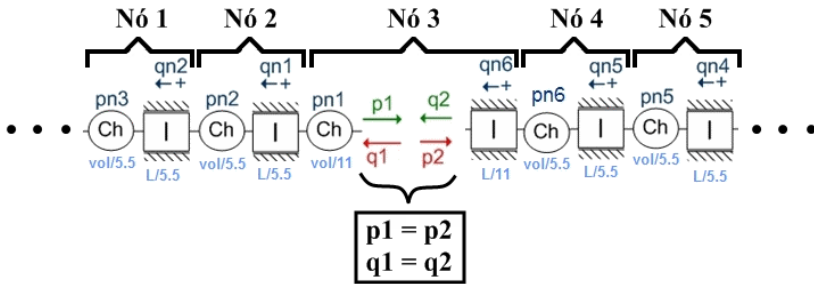 Nó 1 Nó 2 Nó 3 Nó 4 Nó 5
qn2 qn1 qn6 qn5 qn4
←+ ←+ ←+ ←+ ←+
pn3 pn2 pn1 p1 q2 pn6 pn5
• • • Ch I Ch I Ch I Ch I Ch I • • •
vol/5.5 vol/5.5 vol/11 q1 p2 vol/5.5 vol/5.5
L/5.5 L/5.5 L/11 L/5.5 L/5.5
p1 = p2
q1 = q2